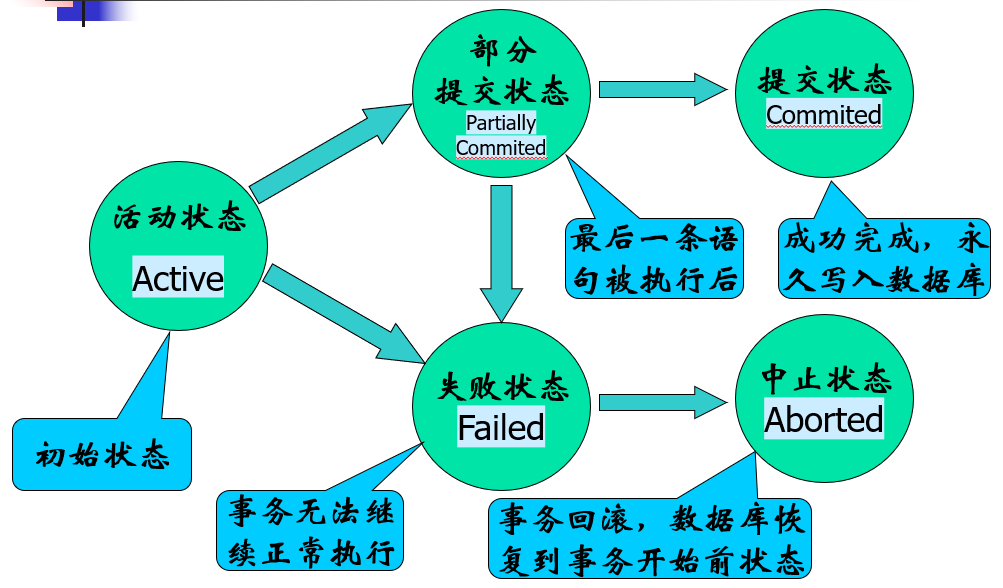 部分
提交状态
Partially
Commited
提交状态
Commited
活动状态
Active
最后一条语
句被执行后
成功完成，永
久写入数据库
失败状态
Failed
中止状态
Aborted
初始状态
事务无法继
续正常执行
事务回滚，数据库恢
复到事务开始前状态